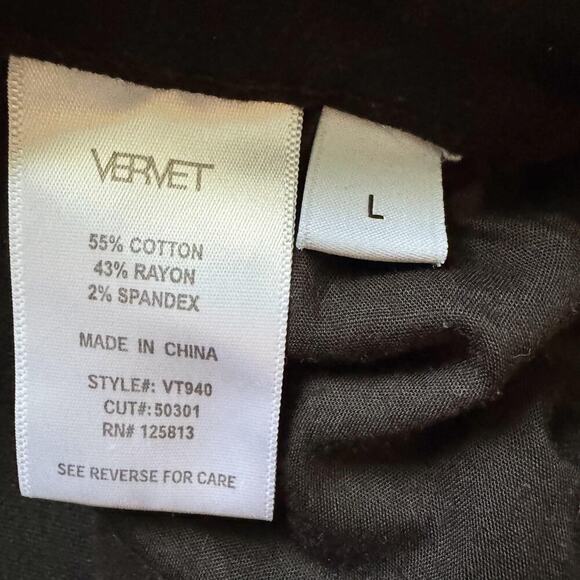 VERVET
55% COTTON
43% RAYON
2% SPANDEX
MADE IN CHINA
STYLE#: VT940
CUT#: 50301
RN# 125813
SEE REVERSE FOR CARE
L